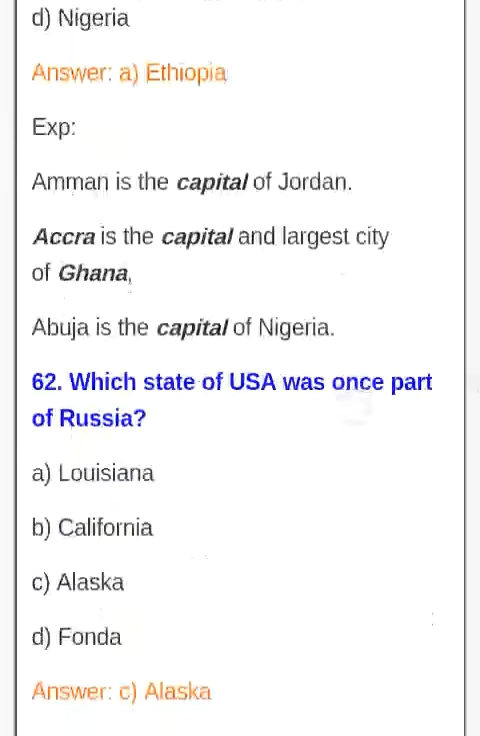 d) Nigeria
Answer: a) Ethiopia
Exp:
Amman is the capital of Jordan.
Accra is the capital and largest city
of Ghana,
Abuja is the capital of Nigeria.
62. Which state of USA was once part
of Russia?
a) Louisiana
b) California
c) Alaska
d) Fonda
Answer: c) Alaska